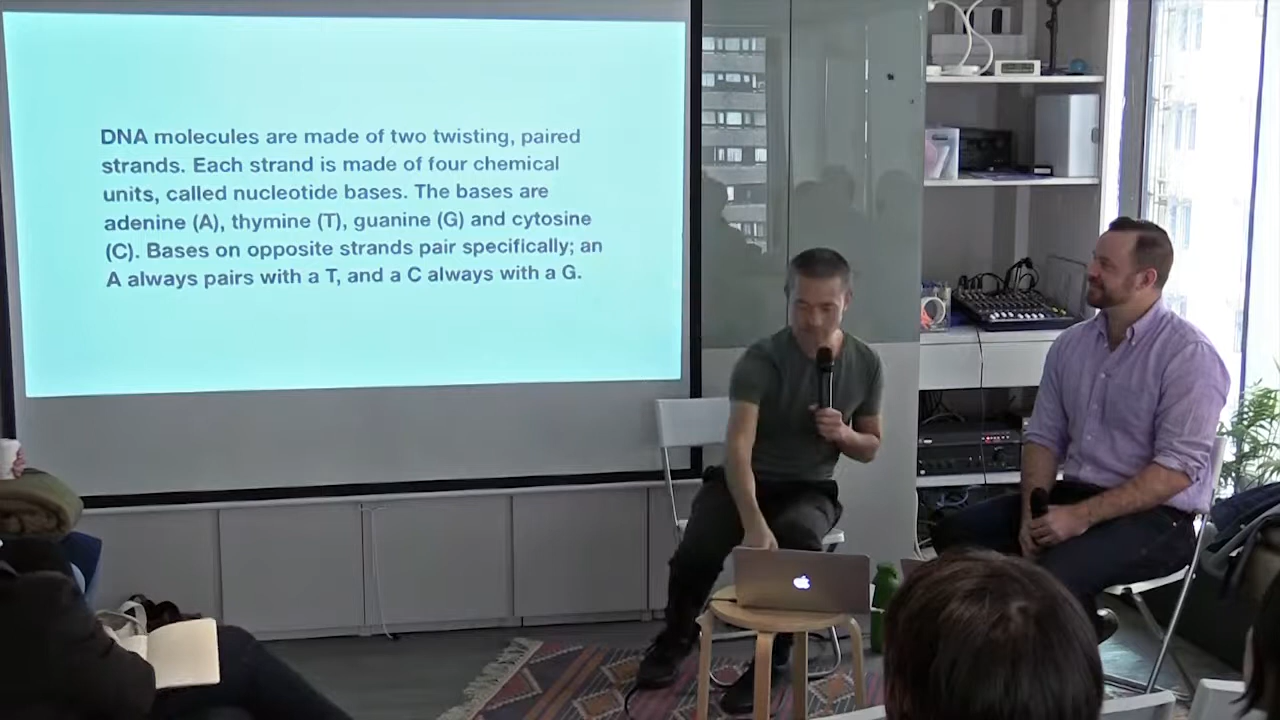 DNA molecules are made of two twisting, paired
strands. Each strand is made of four chemical
units, called nucleotide bases. The bases are
adenine (A), thymine (T), guanine (G) and cytosine
(C). Bases on opposite strands pair specifically; an
A always pairs with a T, and a C always with a G.